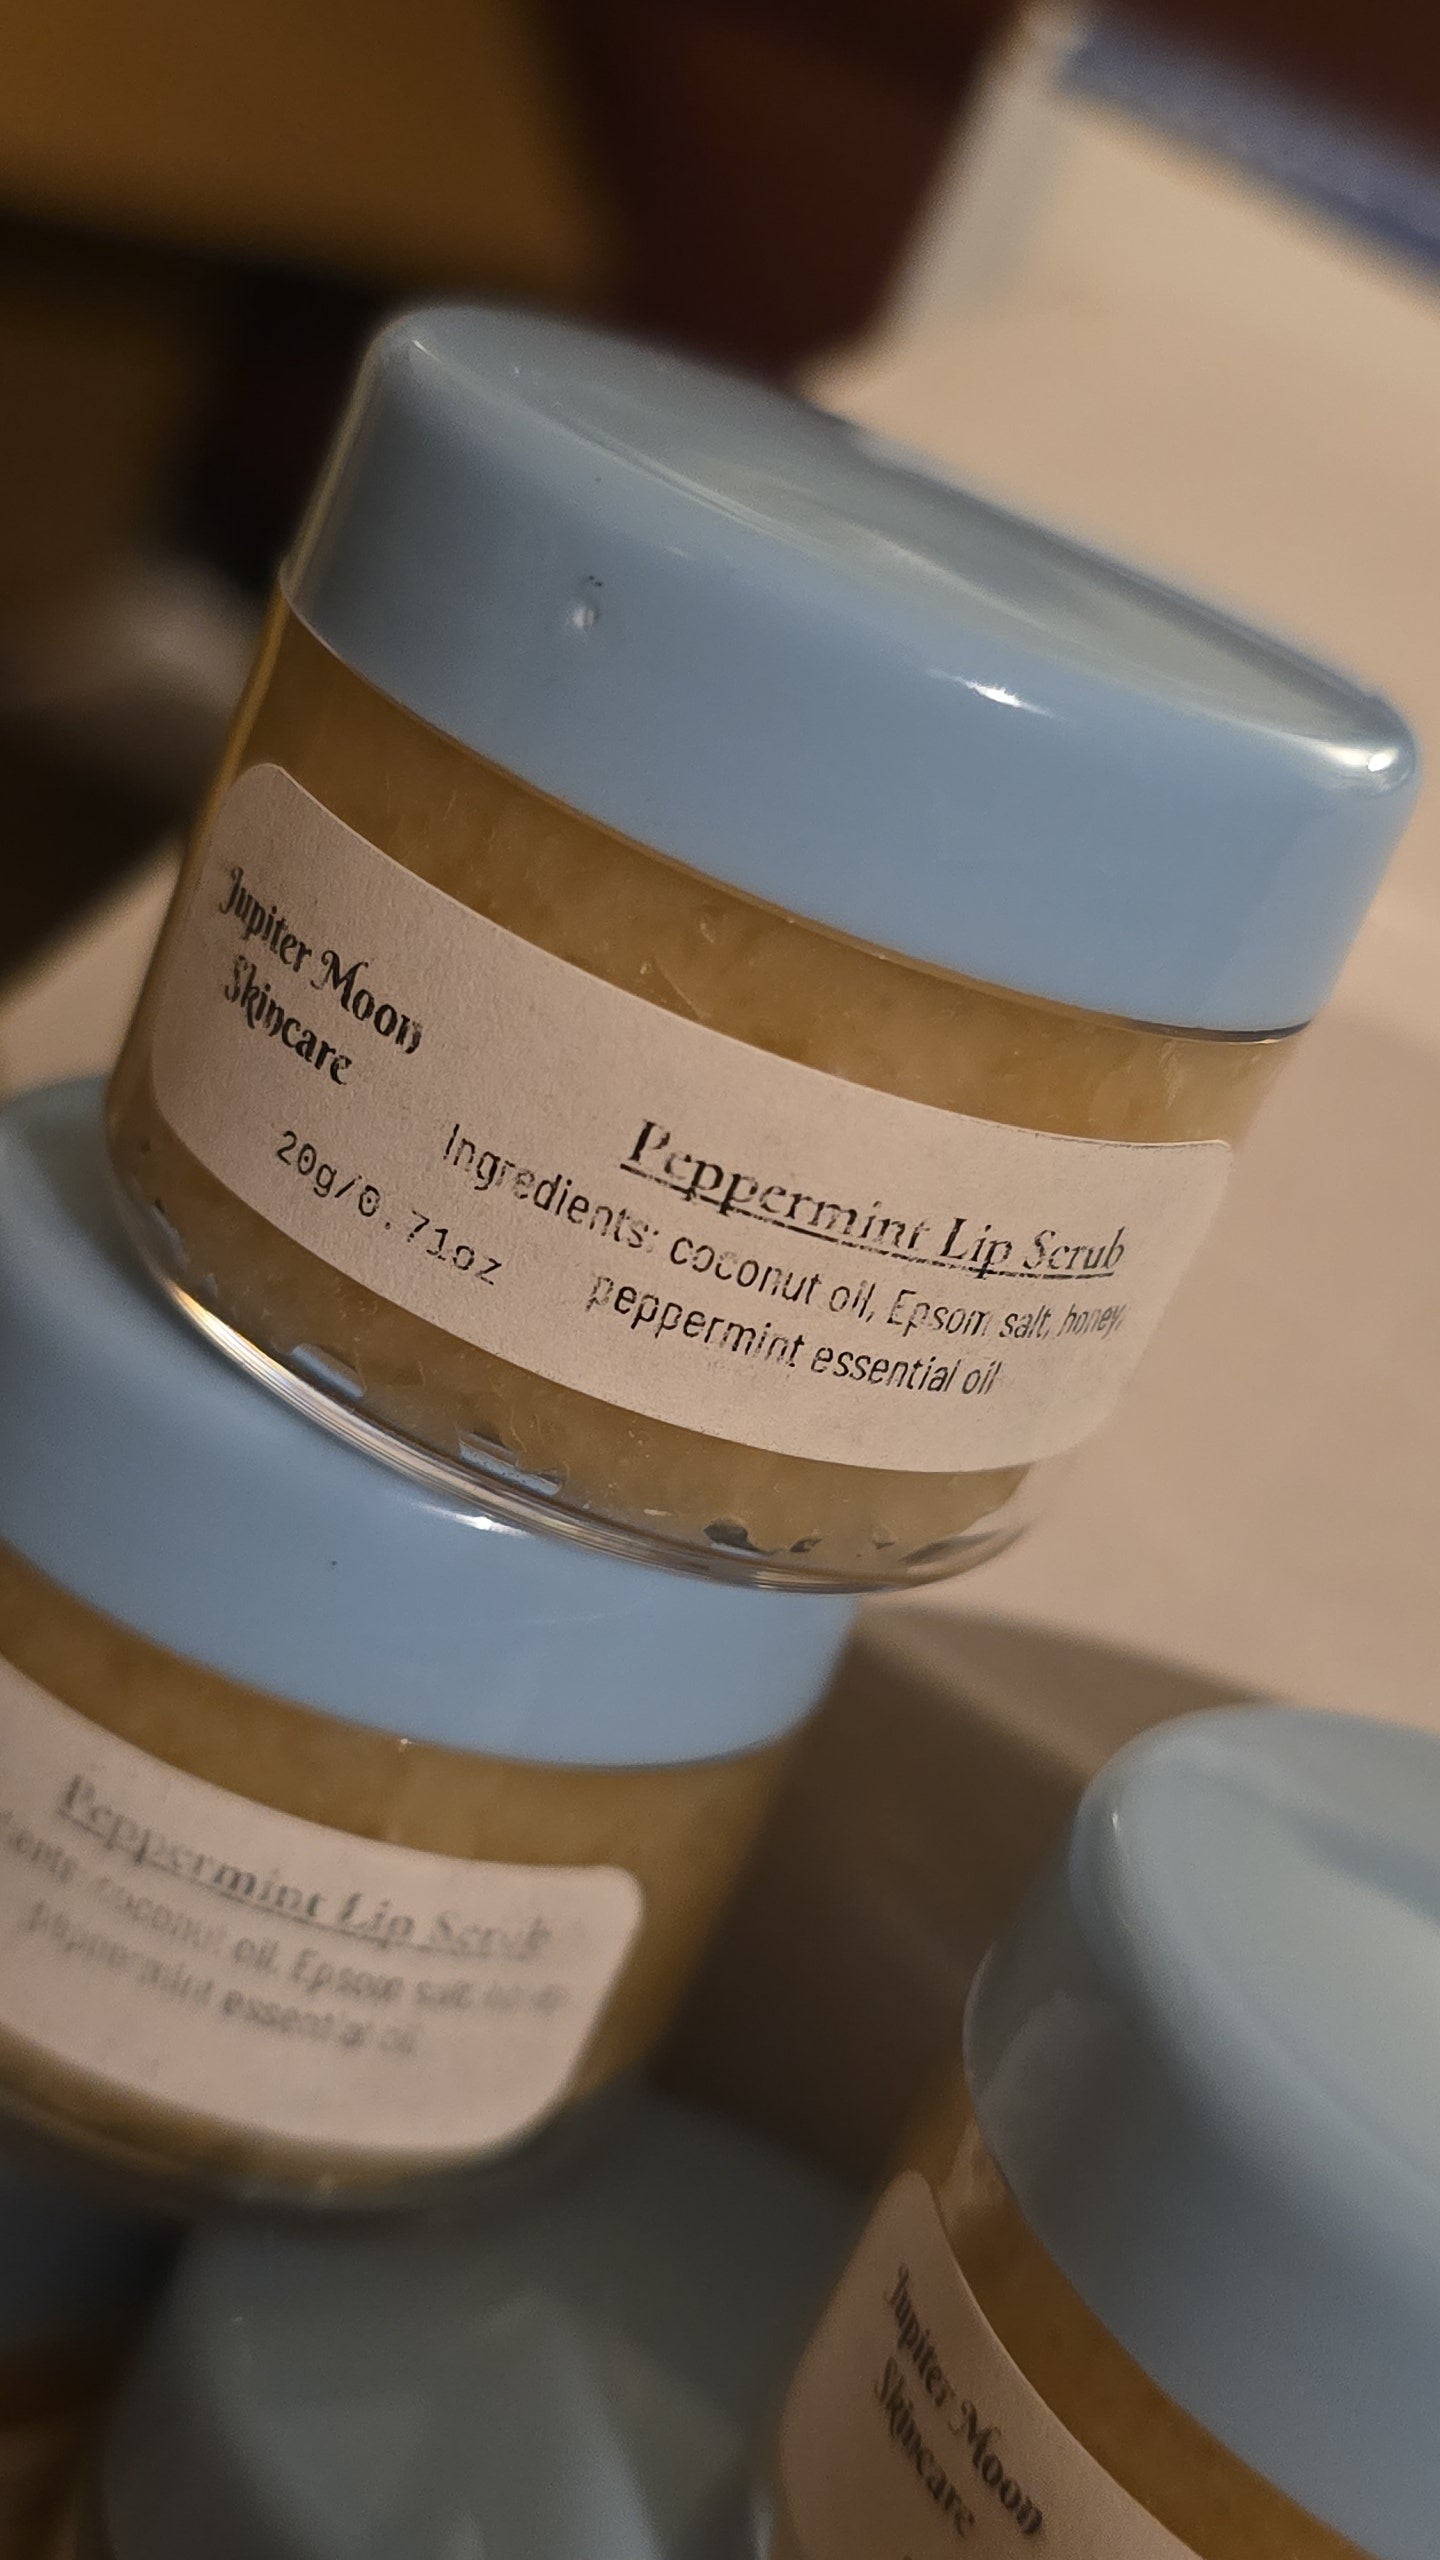 Jupiter Moon
Skincare
20g/0.71oz
Peppermint Lip Scrub
Ingredients: coconut oil, Epsom salt, honey,
peppermint essential oil
Peppermint Lip Scrub
coconut oil, Epsom salt,
peppermint essential oil
Jupiter Moon
Skincare